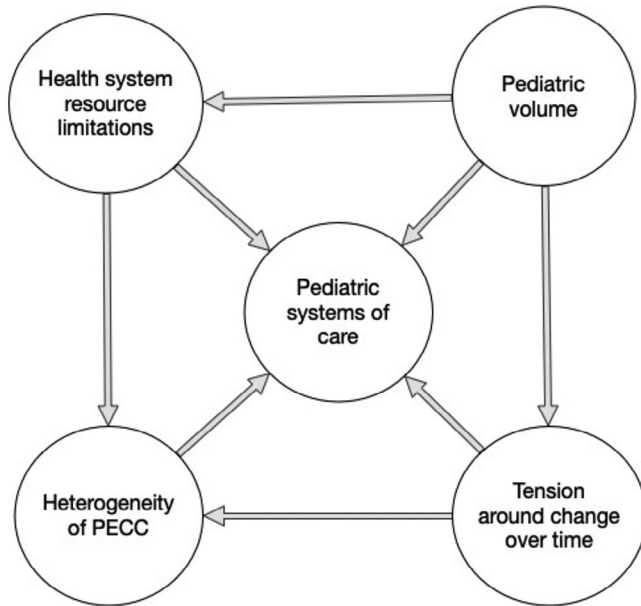 Health system
resource
limitations
Pediatric
volume
Pediatric
systems of
care
Heterogeneity
of PECC
Tension
around change
over time